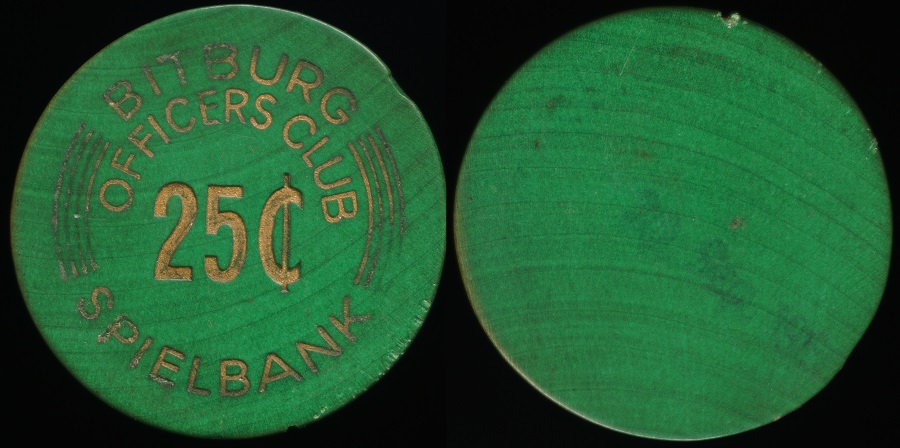 BITBURG
OFFICERS CLUB
25¢
SPIELBANK